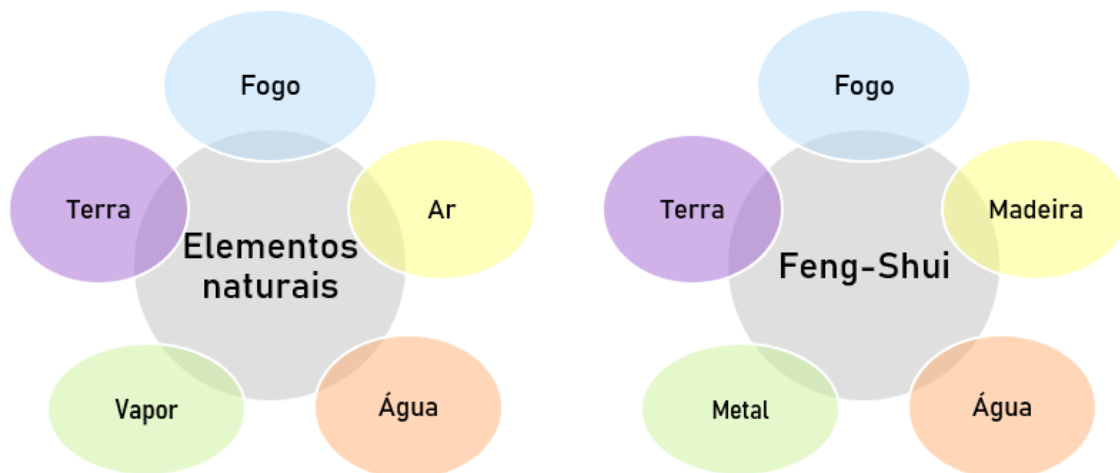 Fogo
Terra
Ar
Elementos
naturais
Vapor
Água
Fogo
Terra
Madeira
Feng-Shui
Metal
Água